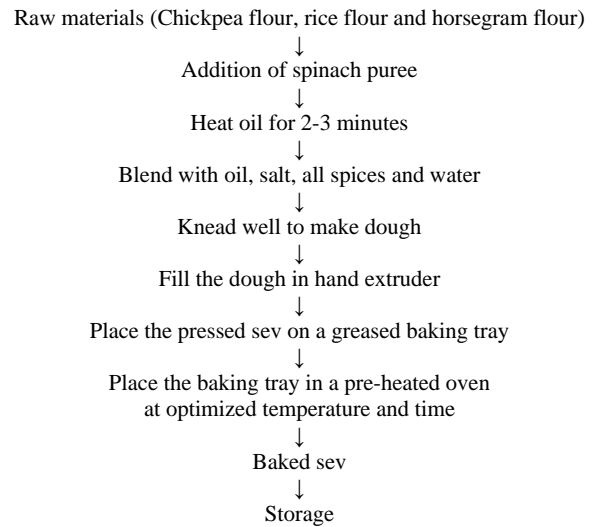 Raw materials (Chickpea flour, rice flour and horsegram flour)
↓
Addition of spinach puree
↓
Heat oil for 2-3 minutes
↓
Blend with oil, salt, all spices and water
↓
Knead well to make dough
↓
Fill the dough in hand extruder
↓
Place the pressed sev on a greased baking tray
↓
Place the baking tray in a pre-heated oven
at optimized temperature and time
↓
Baked sev
↓
Storage